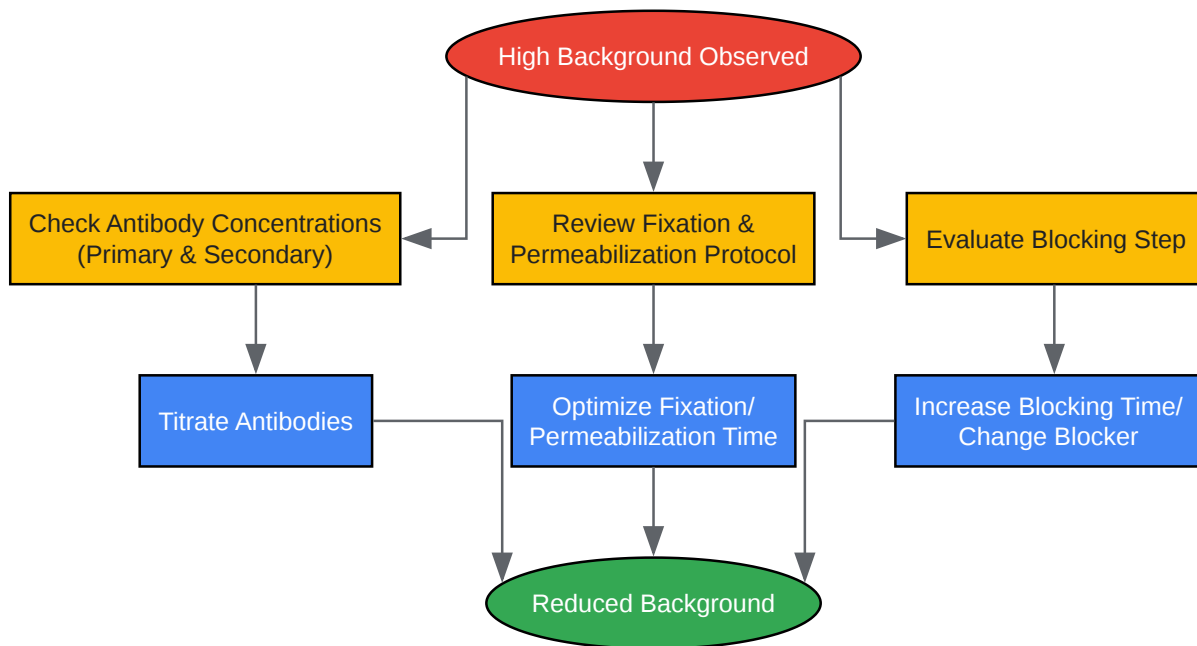 High Background Observed
Check Antibody Concentrations
(Primary & Secondary)
Review Fixation &
Permeabilization Protocol
Evaluate Blocking Step
Titrate Antibodies
Optimize Fixation/
Permeabilization Time
Increase Blocking Time/
Change Blocker
Reduced Background